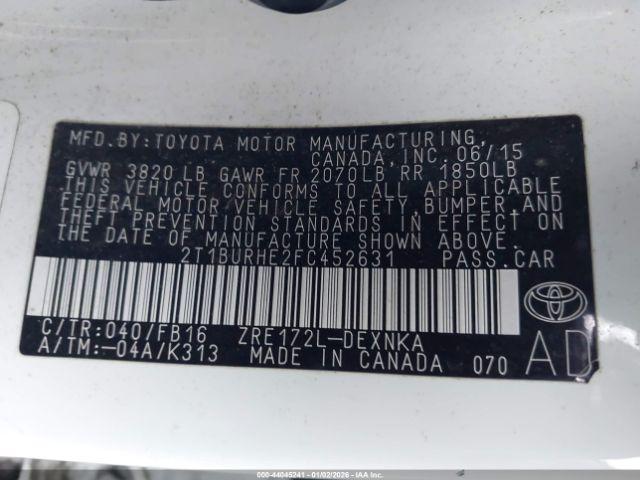 MFD. BY: TOYOTA MOTOR MANUFACTURING,
CANADA, INC. 06/15
GVWR 3820 LB GAWR FR 2070LB RR 1850LB
THIS VEHICLE CONFORMS TO ALL APPLICABLE
FEDERAL MOTOR VEHICLE SAFETY, BUMPER, AND
THEFT PREVENTION STANDARDS IN EFFECT ON
THE DATE OF MANUFACTURE SHOWN ABOVE.
2T1BURHE2FC452631 PASS.CAR
C/TR:040/FB16 ZRE172L-DEXNKA
A/TM:-04A/K313 MADE IN CANADA 070
TOYOTA
AD
000-44045241 - 01/02/2026 - IAA Inc.